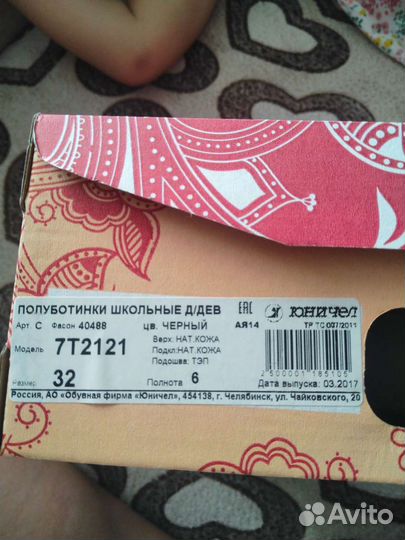 ПОЛУБОТИНКИ ШКОЛЬНЫЕ Д/ДЕВ
Арт. С Фасон 40488 цв. ЧЕРНЫЙ
Модель 7Т2121
Верх: НАТ.КОЖА
Подкл:НАТ.КОЖА
Подошва: ТЭП
Размер 32 Полнота 6
EAC
АЯ14
ЮНИЧЕЛ
ТР ТС 007/2011
2500001185105
Дата выпуска: 03.2017
Россия, АО «Обувная фирма «Юничел», 454138, г. Челябинск, ул. Чайковского, 20
Avito